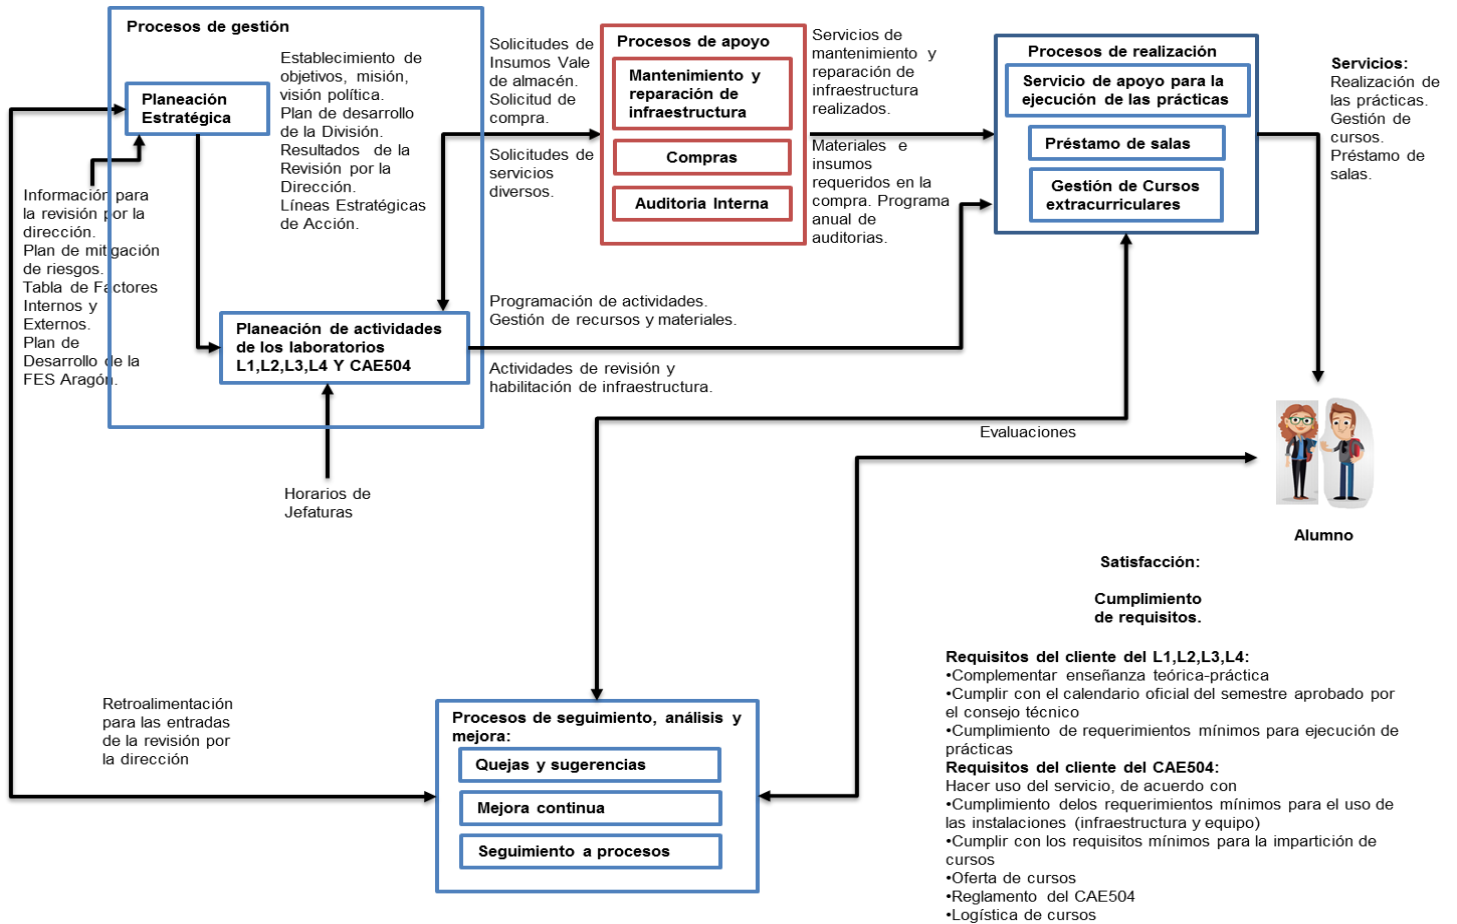 Procesos de gestión
Planeación
Estratégica
Establecimiento de
objetivos, misión,
visión política.
Plan de desarrollo
de la División.
Resultados de la
Revisión por la
Dirección.
Líneas Estratégicas
de Acción.
Información para
la revisión por la
dirección.
Plan de mitigación
de riesgos.
Tabla de Factores
Internos y
Externos.
Plan de
Desarrollo de la
FES Aragón.
Planeación de actividades
de los laboratorios
L1,L2,L3,L4 Y CAE504
Horarios de
Jefaturas
Solicitudes de
Insumos Vale
de almacén.
Solicitud de
compra.
Solicitudes de
servicios
diversos.
Procesos de apoyo
Mantenimiento y
reparación de
infraestructura
Compras
Auditoria Interna
Servicios de
mantenimiento y
reparación de
infraestructura
realizados.
Materiales e
insumos
requeridos en la
compra. Programa
anual de
auditorias.
Procesos de realización
Servicio de apoyo para la
ejecución de las prácticas
Préstamo de salas
Gestión de Cursos
extracurriculares
Servicios:
Realización de
las prácticas.
Gestión de
cursos.
Préstamo de
salas.
Programación de actividades.
Gestión de recursos y materiales.
Actividades de revisión y
habilitación de infraestructura.
Evaluaciones
Alumno
Satisfacción:
Cumplimiento
de requisitos.
Requisitos del cliente del L1,L2,L3,L4:
•Complementar enseñanza teórica-práctica
•Cumplir con el calendario oficial del semestre aprobado por
el consejo técnico
•Cumplimiento de requerimientos mínimos para ejecución de
prácticas
Requisitos del cliente del CAE504:
Hacer uso del servicio, de acuerdo con
•Cumplimiento delos requerimientos mínimos para el uso de
las instalaciones (infraestructura y equipo)
•Cumplir con los requisitos mínimos para la impartición de
cursos
•Oferta de cursos
•Reglamento del CAE504
•Logística de cursos
Retroalimentación
para las entradas
de la revisión por
la dirección
Procesos de seguimiento, análisis y
mejora:
Quejas y sugerencias
Mejora continua
Seguimiento a procesos